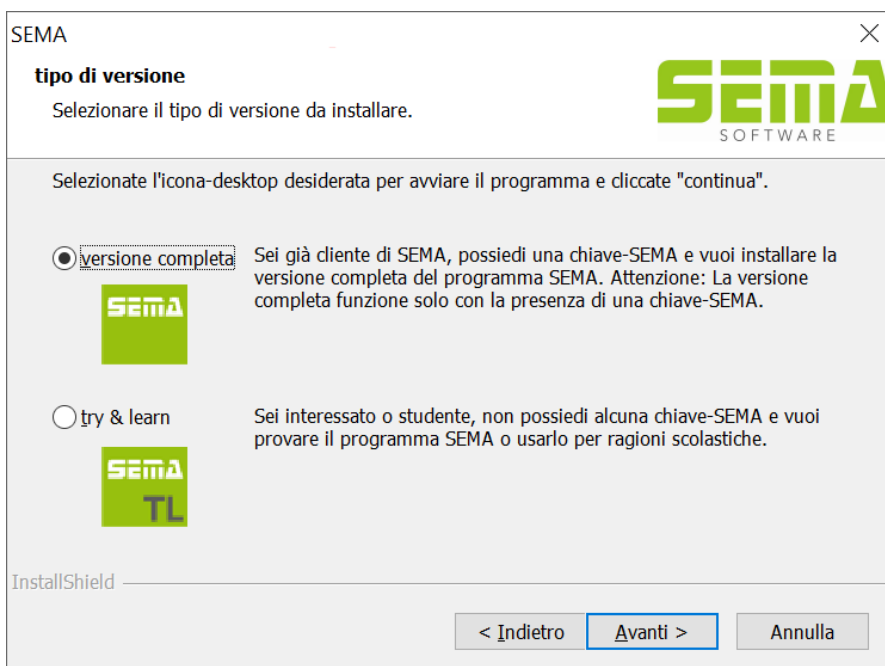 SEMA
tipo di versione
Selezionare il tipo di versione da installare.
SEMA
SOFTWARE
Selezionate l'icona-desktop desiderata per avviare il programma e cliccate "continua".
versione completa
Sei già cliente di SEMA, possiedi una chiave-SEMA e vuoi installare la
versione completa del programma SEMA. Attenzione: La versione
completa funzione solo con la presenza di una chiave-SEMA.
SEMA
try & learn
Sei interessato o studente, non possiedi alcuna chiave-SEMA e vuoi
provare il programma SEMA o usarlo per ragioni scolastiche.
SEMA
TL
InstallShield
< Indietro
Avanti >
Annulla